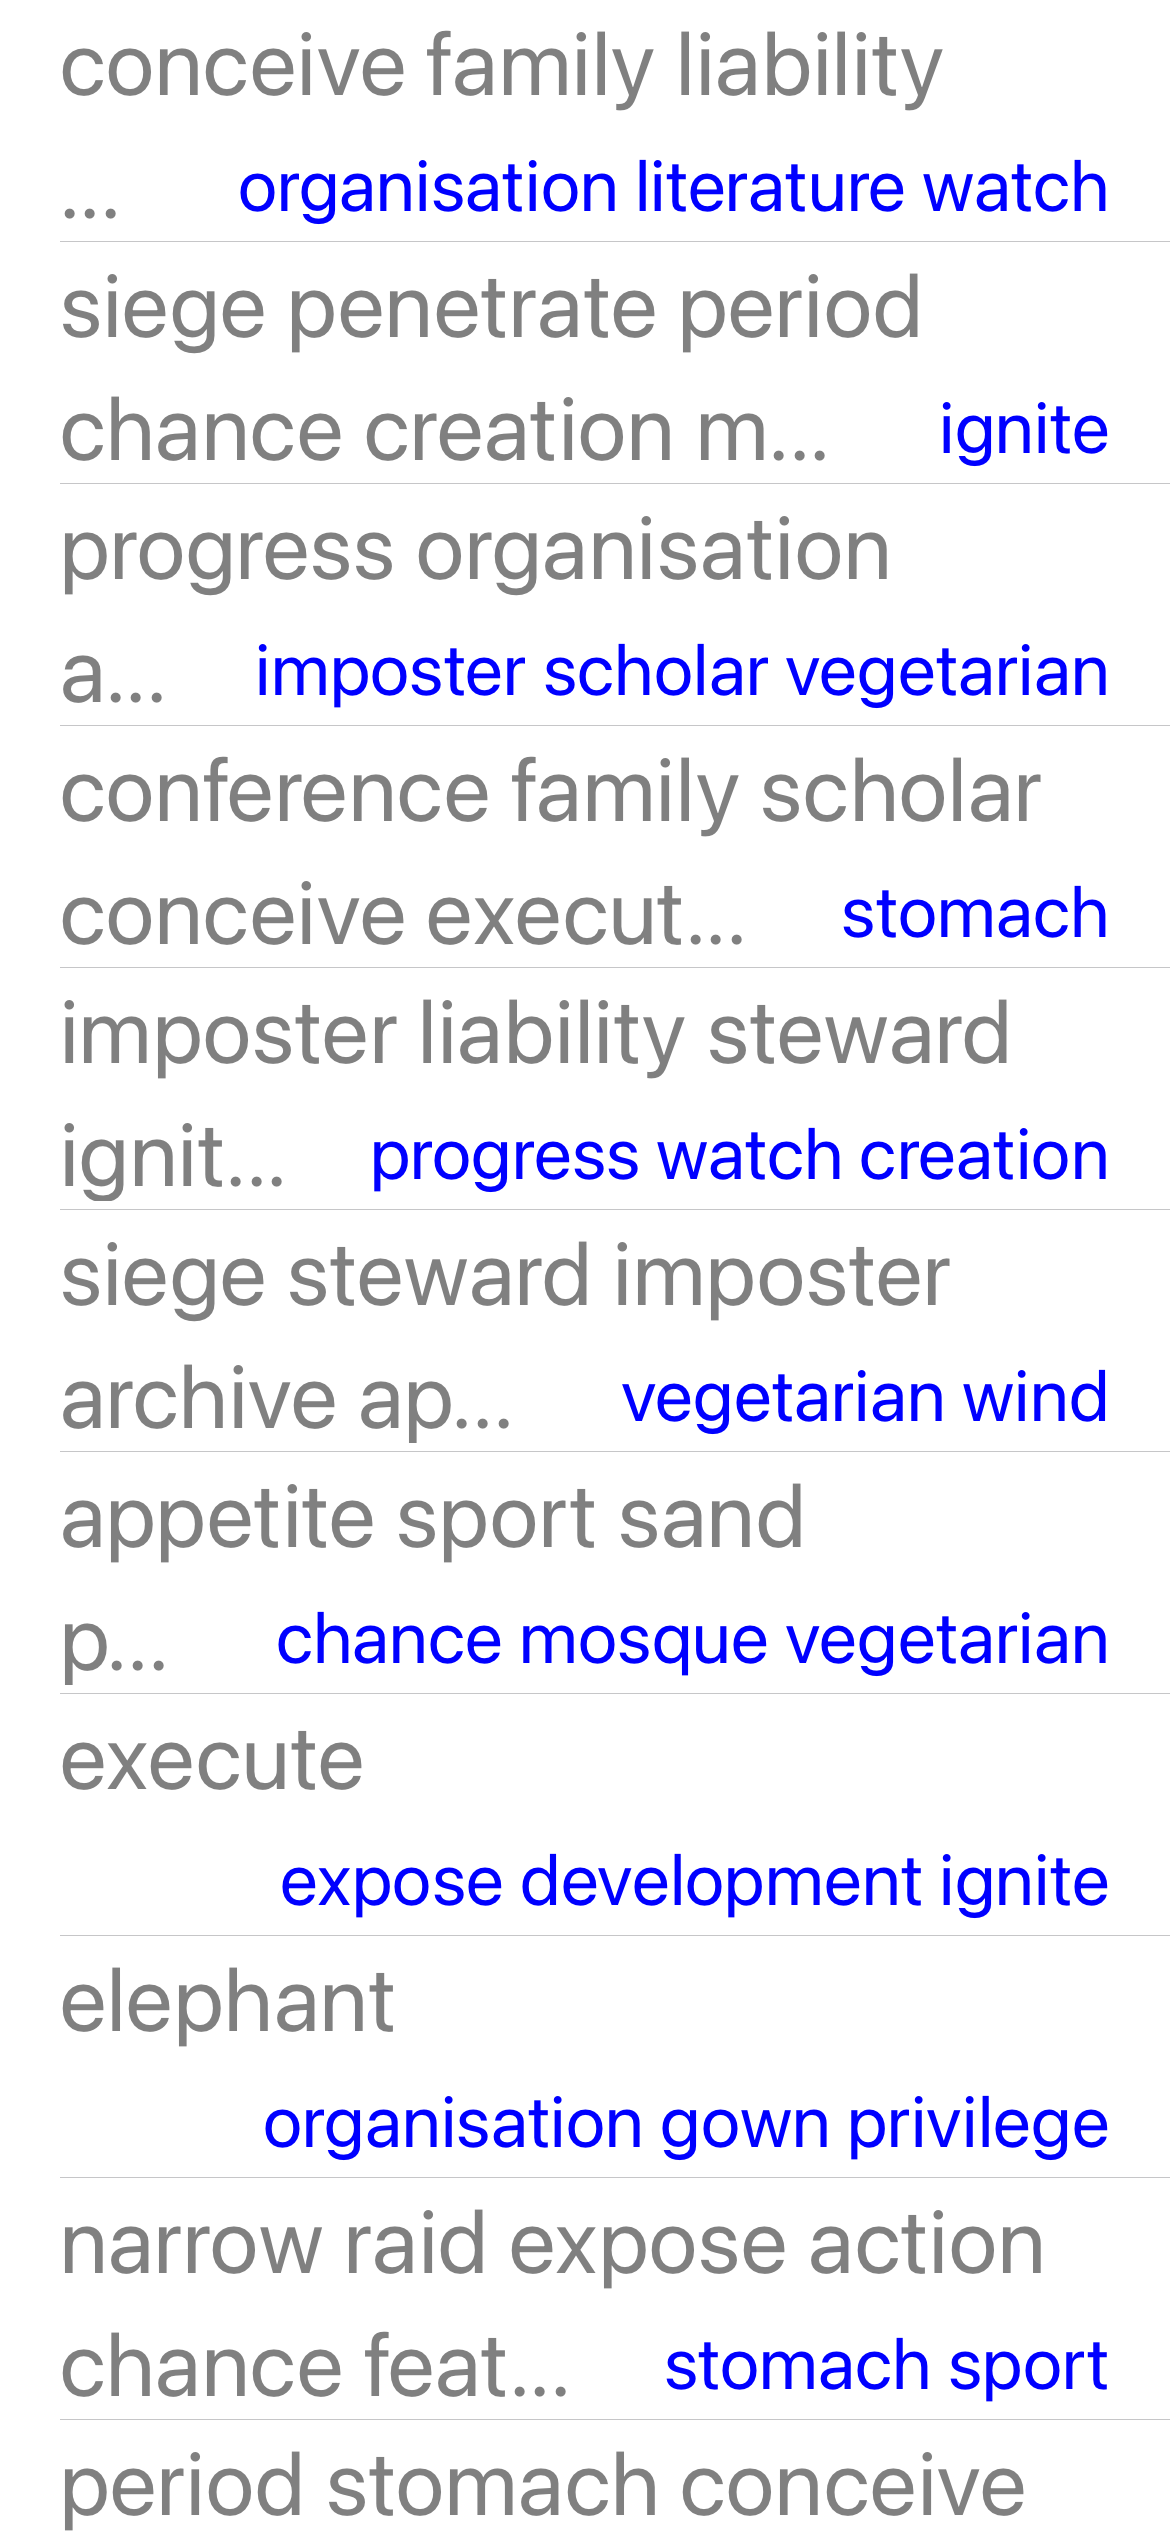 conceive family liability
... organisation literature watch
siege penetrate period
chance creation m... ignite
progress organisation
a... imposter scholar vegetarian
conference family scholar
conceive execut... stomach
imposter liability steward
ignit... progress watch creation
siege steward imposter
archive ap... vegetarian wind
appetite sport sand
p... chance mosque vegetarian
execute
expose development ignite
elephant
organisation gown privilege
narrow raid expose action
chance feat... stomach sport
period stomach conceive